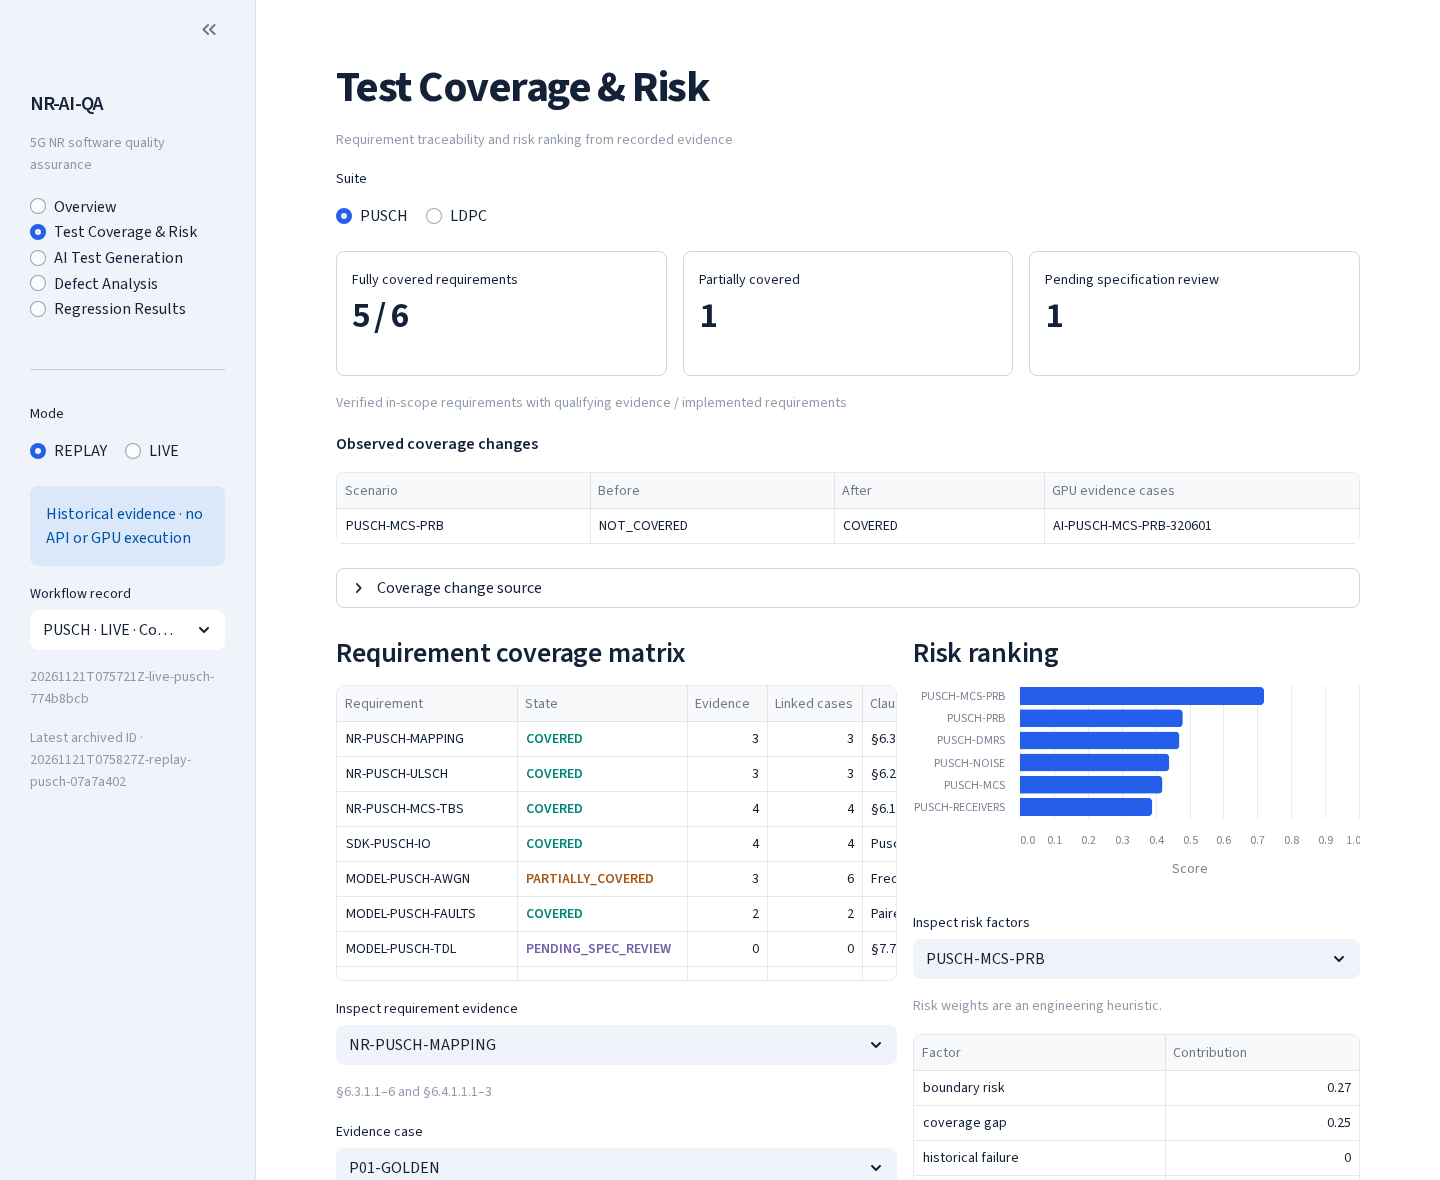 NR-AI-QA
5G NR software quality
assurance
Overview
Test Coverage & Risk
AI Test Generation
Defect Analysis
Regression Results
Mode
REPLAY LIVE
Historical evidence · no
API or GPU execution
Workflow record
PUSCH · LIVE · Co…
20261121T075721Z-live-pusch-
774b8bcb
Latest archived ID ·
20261121T075827Z-replay-
pusch-07a7a402
Test Coverage & Risk
Requirement traceability and risk ranking from recorded evidence
Suite
PUSCH LDPC
Fully covered requirements
5 / 6
Partially covered
1
Pending specification review
1
Verified in-scope requirements with qualifying evidence / implemented requirements
Observed coverage changes
Scenario Before After GPU evidence cases
PUSCH-MCS-PRB NOT_COVERED COVERED AI-PUSCH-MCS-PRB-320601
Coverage change source
Requirement coverage matrix
Requirement State Evidence Linked cases Clau
NR-PUSCH-MAPPING COVERED 3 3 §6.3
NR-PUSCH-ULSCH COVERED 3 3 §6.2
NR-PUSCH-MCS-TBS COVERED 4 4 §6.1
SDK-PUSCH-IO COVERED 4 4 Pusc
MODEL-PUSCH-AWGN PARTIALLY_COVERED 3 6 Freq
MODEL-PUSCH-FAULTS COVERED 2 2 Paire
MODEL-PUSCH-TDL PENDING_SPEC_REVIEW 0 0 §7.7
Inspect requirement evidence
NR-PUSCH-MAPPING
§6.3.1.1–6 and §6.4.1.1.1–3
Evidence case
P01-GOLDEN
Risk ranking
PUSCH-MCS-PRB
PUSCH-PRB
PUSCH-DMRS
PUSCH-NOISE
PUSCH-MCS
PUSCH-RECEIVERS
0.0 0.1 0.2 0.3 0.4 0.5 0.6 0.7 0.8 0.9 1.0
Score
Inspect risk factors
PUSCH-MCS-PRB
Risk weights are an engineering heuristic.
Factor Contribution
boundary risk 0.27
coverage gap 0.25
historical failure 0